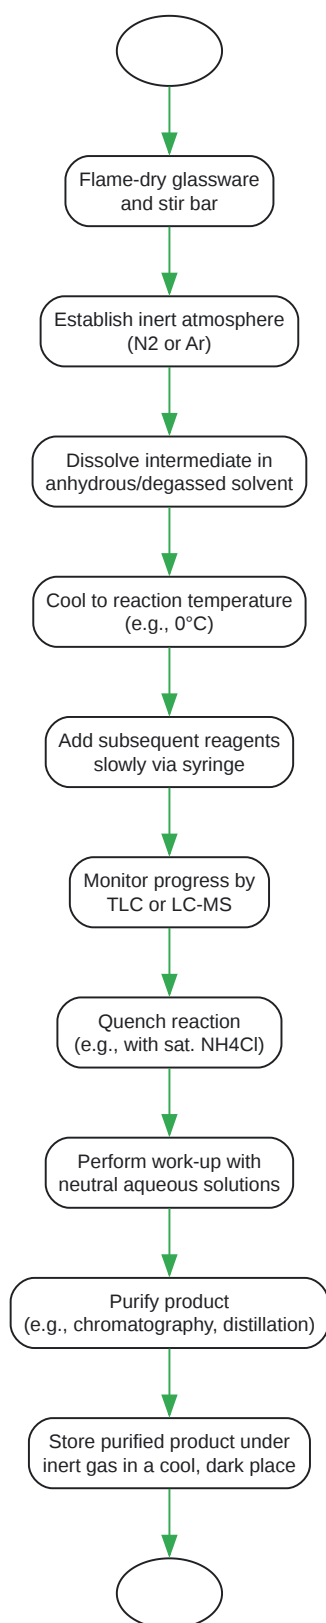 Flame-dry glassware
and stir bar
Establish inert atmosphere
(N2 or Ar)
Dissolve intermediate in
anhydrous/degassed solvent
Cool to reaction temperature
(e.g., 0°C)
Add subsequent reagents
slowly via syringe
Monitor progress by
TLC or LC-MS
Quench reaction
(e.g., with sat. NH4Cl)
Perform work-up with
neutral aqueous solutions
Purify product
(e.g., chromatography, distillation)
Store purified product under
inert gas in a cool, dark place